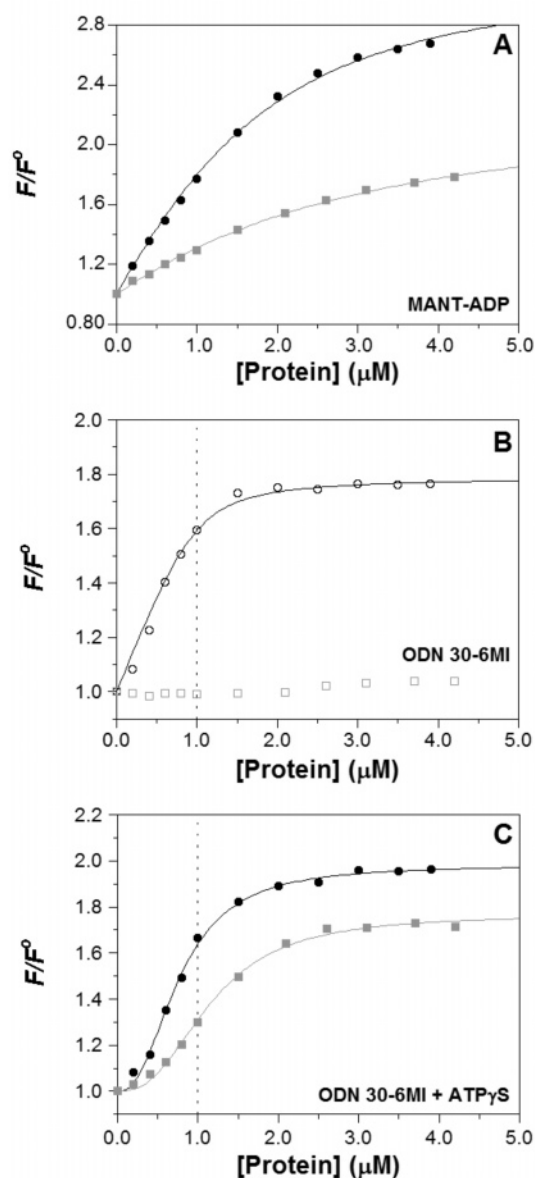 A
2.8
2.4
2.0
1.6
1.2
0.80
F/Fº
MANT-ADP
0.0 1.0 2.0 3.0 4.0 5.0
[Protein] (μM)
B
2.0
1.8
1.6
1.4
1.2
1.0
F/Fº
ODN 30-6MI
0.0 1.0 2.0 3.0 4.0 5.0
[Protein] (μM)
C
2.2
2.0
1.8
1.6
1.4
1.2
1.0
F/Fº
ODN 30-6MI + ATPγS
0.0 1.0 2.0 3.0 4.0 5.0
[Protein] (μM)